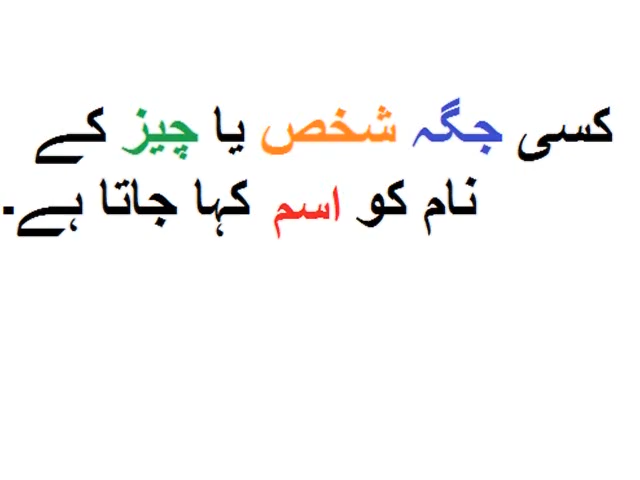 کسی جگہ شخص یا چیز کے
نام کو اسم کہا جاتا ہے۔